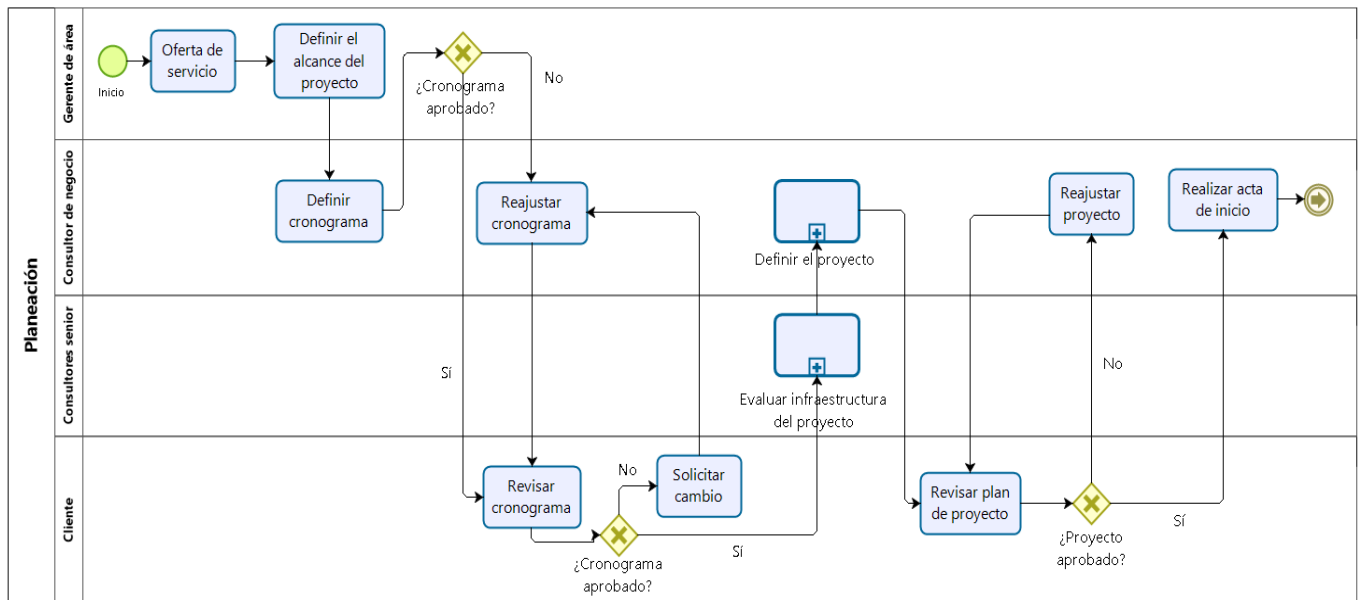 Planeación
Gerente de área
Inicio
Oferta de
servicio
Definir el
alcance del
proyecto
¿Cronograma
aprobado?
No
Consultor de negocio
Definir
cronograma
Reajustar
cronograma
Definir el proyecto
Reajustar
proyecto
Realizar acta
de inicio
Consultores senior
Sí
Evaluar infraestructura
del proyecto
No
Cliente
Revisar
cronograma
No
Solicitar
cambio
¿Cronograma
aprobado?
Sí
Revisar plan
de proyecto
¿Proyecto
aprobado?
Sí